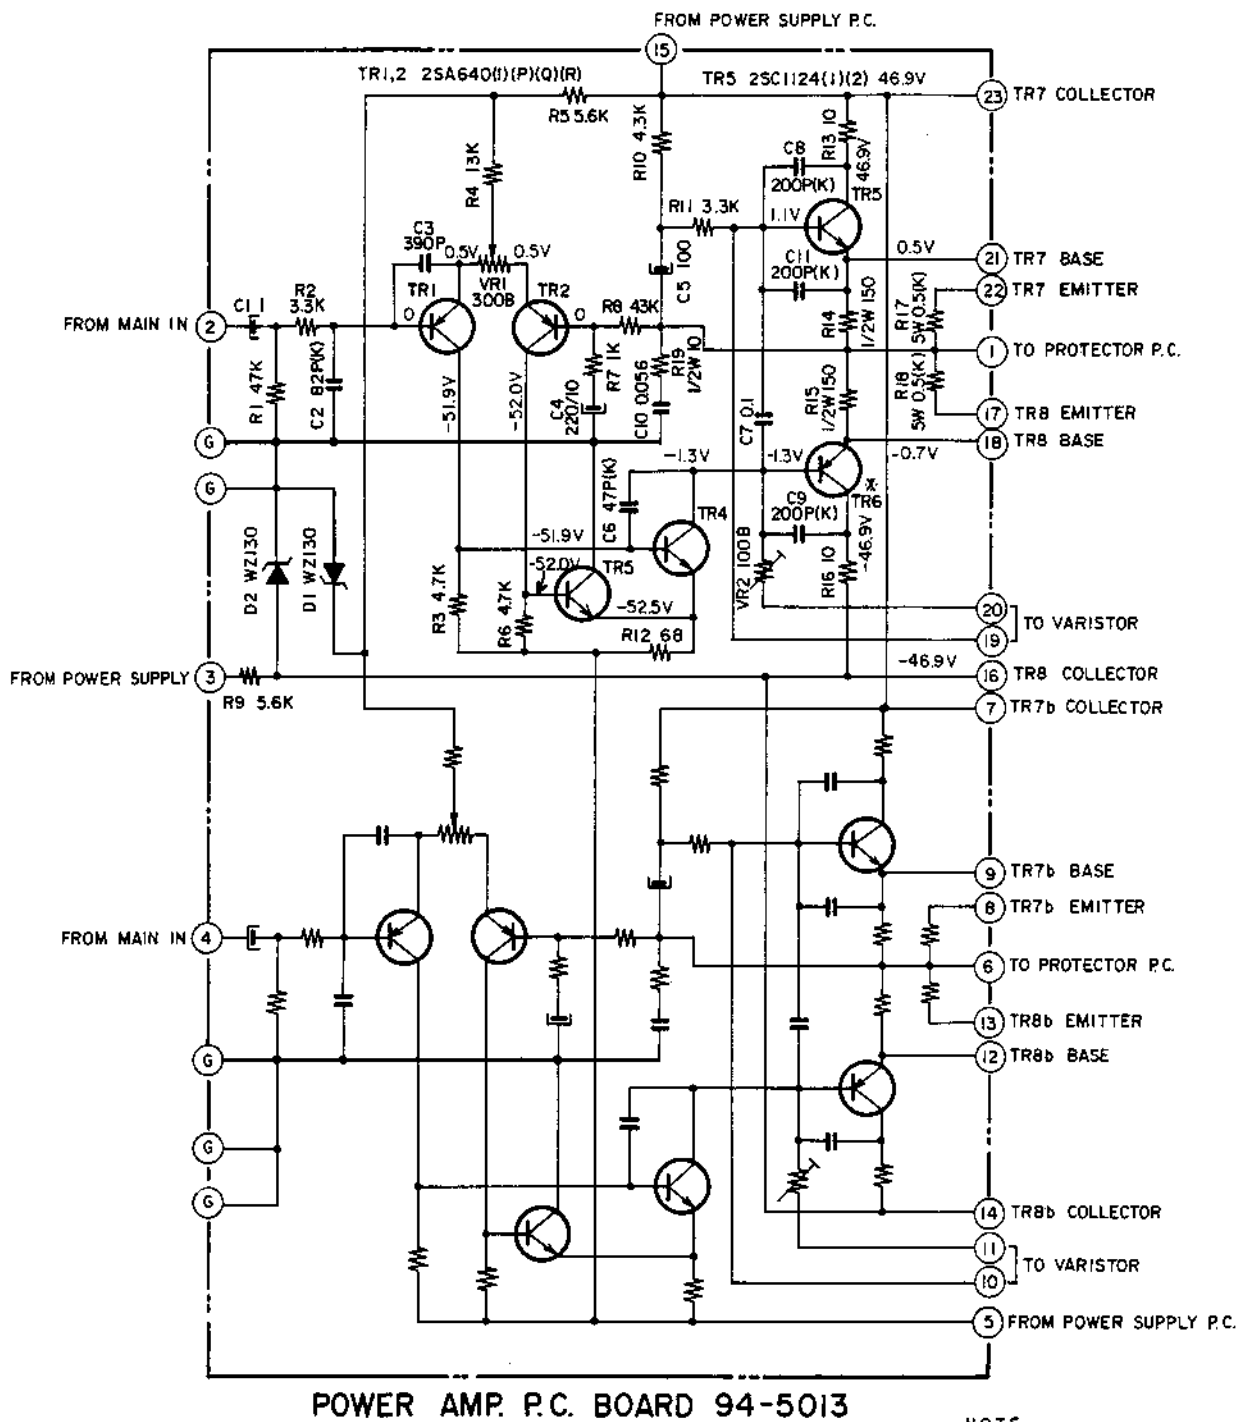 FROM POWER SUPPLY P.C.
15
TR1,2 2SA640(1)(P)(Q)(R)
TR5 2SC1124(1)(2) 46.9V
23 TR7 COLLECTOR
R5 5.6K
R4 13K
R10 4.3K
R13 10
46.9V
C8
200P(K)
TR5
R11 3.3K
1.1V
C3
390P
0.5V
0.5V
VR1
300B
C5 100
C11
200P(K)
0.5V
21 TR7 BASE
22 TR7 EMITTER
R17
5W 0.5(K)
R14
1/2W 150
FROM MAIN IN 2
C1 1
R2
3.3K
TR1
0
TR2
0
R8 43K
1 TO PROTECTOR P.C.
R1 47K
C2 82P(K)
-51.9V
-52.0V
R7 1K
C4
220/10
R19
1/2W 10
C10 0.056
C7 0.1
R15
1/2W 150
R18
5W 0.5(K)
17 TR8 EMITTER
G
18 TR8 BASE
-1.3V
-1.3V
-0.7V
*
TR6
G
C6 47P(K)
TR4
C9
200P(K)
-46.9V
D2 WZ130
D1 WZ130
-51.9V
-52.0V
TR5
VR2 100B
R16 10
R3 4.7K
R6 4.7K
-52.5V
R12 68
20
19
TO VARISTOR
-46.9V
FROM POWER SUPPLY 3
R9 5.6K
16 TR8 COLLECTOR
7 TR7b COLLECTOR
9 TR7b BASE
8 TR7b EMITTER
FROM MAIN IN 4
6 TO PROTECTOR P.C.
13 TR8b EMITTER
G
12 TR8b BASE
G
G
14 TR8b COLLECTOR
11
10
TO VARISTOR
5 FROM POWER SUPPLY P.C.
POWER AMP. P.C. BOARD 94-5013